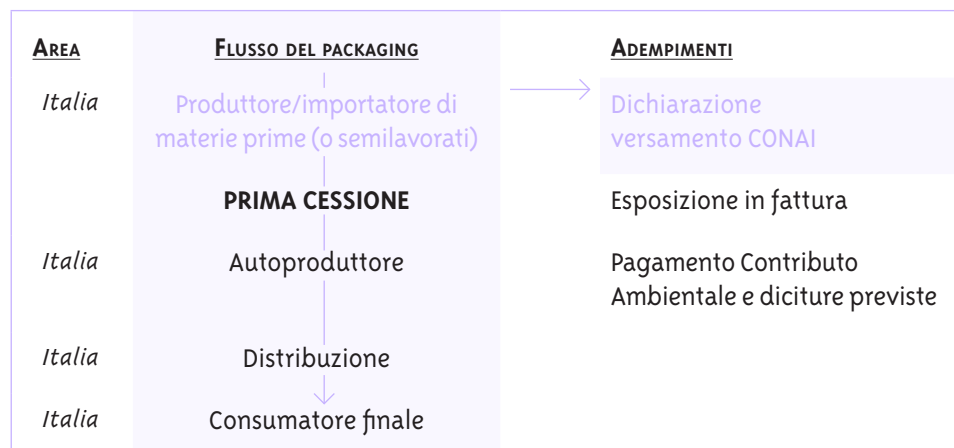 AREA FLUSSO DEL PACKAGING ADEMPIMENTI
Italia Produttore/importatore di Dichiarazione
materie prime (o semilavorati) versamento CONAI
PRIMA CESSIONE Esposizione in fattura
Italia Autoproduttore Pagamento Contributo
Ambientale e diciture previste
Italia Distribuzione
Italia Consumatore finale